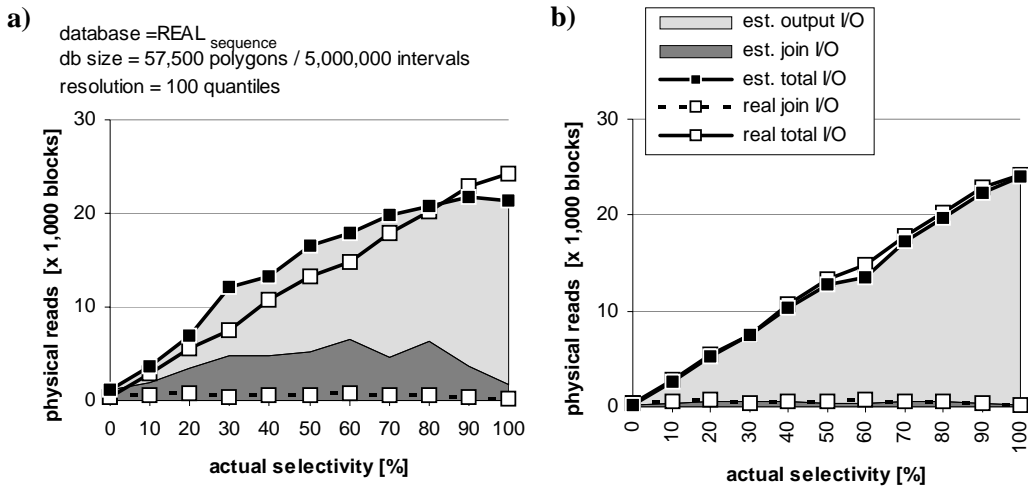 a)
database =REAL sequence
db size = 57,500 polygons / 5,000,000 intervals
resolution = 100 quantiles
physical reads [x 1,000 blocks]
30
20
10
0
0 10 20 30 40 50 60 70 80 90 100
actual selectivity [%]
b)
est. output I/O
est. join I/O
est. total I/O
real join I/O
real total I/O
physical reads [x 1,000 blocks]
30
20
10
0
0 10 20 30 40 50 60 70 80 90 100
actual selectivity [%]